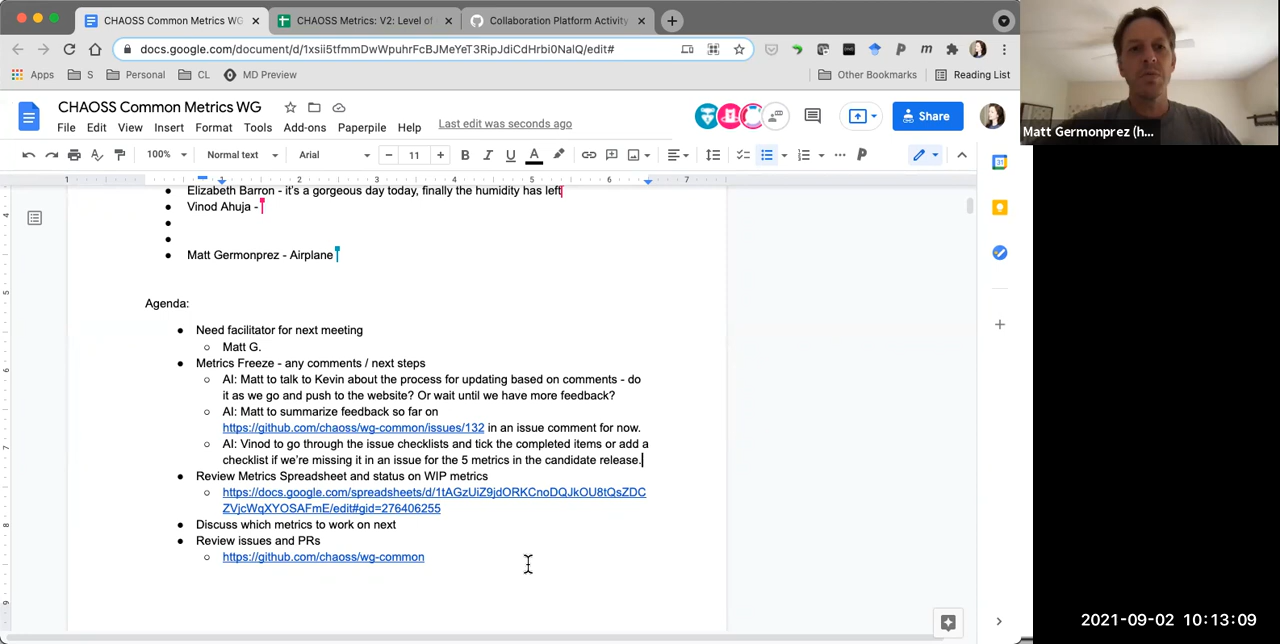 CHAOSS Common Metrics WG
CHAOSS Metrics: V2: Level of
Collaboration Platform Activity
docs.google.com/document/d/1xsii5tfmmDwWpuhrFcBJMeYeT3RipJdiCdHrbi0NaIQ/edit#
Apps S Personal CL MD Preview Other Bookmarks Reading List
CHAOSS Common Metrics WG
File Edit View Insert Format Tools Add-ons Paperpile Help Last edit was seconds ago
Share
100% Normal text Arial 11
1 1 2 3 4 5 6 7
Elizabeth Barron - it's a gorgeous day today, finally the humidity has left
Vinod Ahuja -
Matt Germonprez - Airplane
Agenda:
Need facilitator for next meeting
Matt G.
Metrics Freeze - any comments / next steps
AI: Matt to talk to Kevin about the process for updating based on comments - do
it as we go and push to the website? Or wait until we have more feedback?
AI: Matt to summarize feedback so far on
https://github.com/chaoss/wg-common/issues/132 in an issue comment for now.
AI: Vinod to go through the issue checklists and tick the completed items or add a
checklist if we're missing it in an issue for the 5 metrics in the candidate release.
Review Metrics Spreadsheet and status on WIP metrics
https://docs.google.com/spreadsheets/d/1tAGzUiZ9jdORKCnoDQJkOU8tQsZDC
ZVjcWqXYOSAFmE/edit#gid=276406255
Discuss which metrics to work on next
Review issues and PRs
https://github.com/chaoss/wg-common
Matt Germonprez (h...
2021-09-02 10:13:09